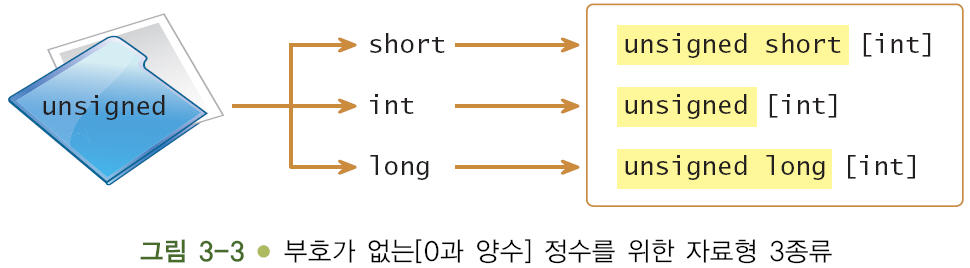 unsigned
short unsigned short [int]
int unsigned [int]
long unsigned long [int]
그림 3-3 ● 부호가 없는[0과 양수] 정수를 위한 자료형 3종류